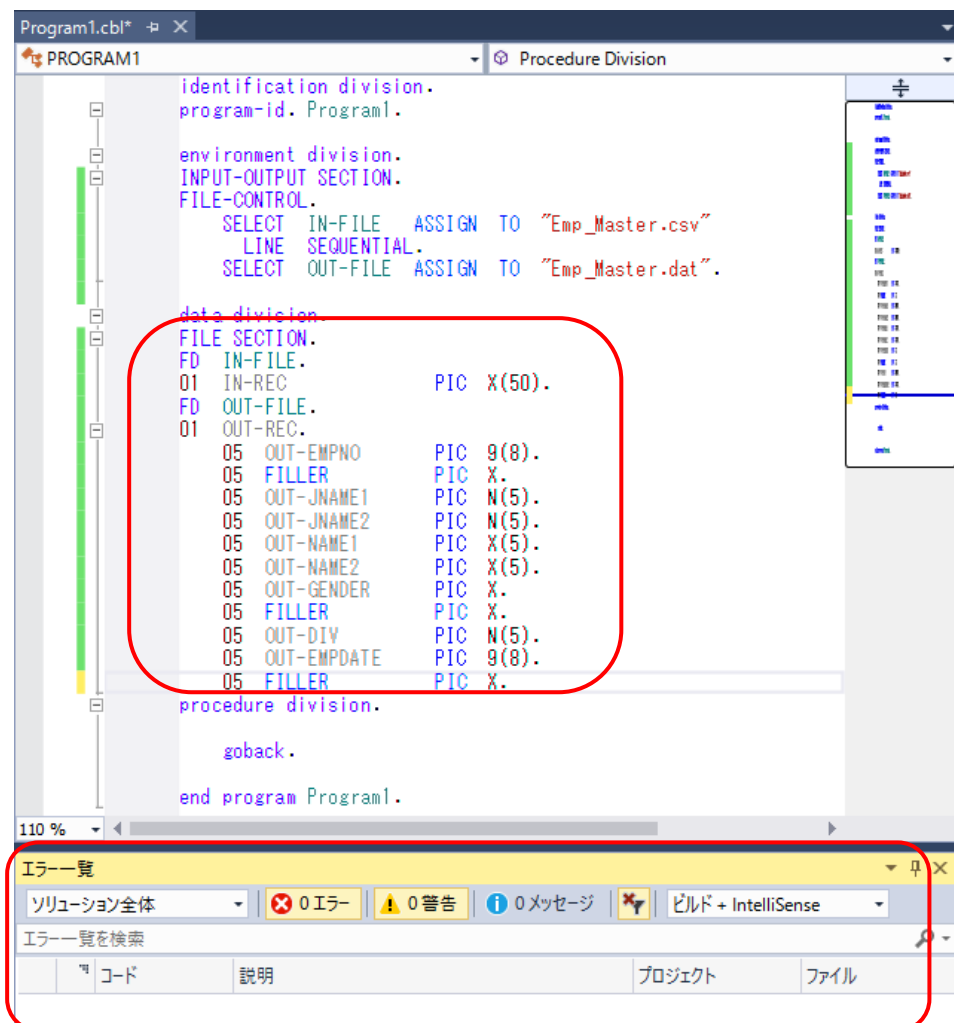 Program1.cbl*
PROGRAM1 Procedure Division
identification division.
program-id. Program1.
environment division.
INPUT-OUTPUT SECTION.
FILE-CONTROL.
SELECT IN-FILE ASSIGN TO "Emp_Master.csv"
LINE SEQUENTIAL.
SELECT OUT-FILE ASSIGN TO "Emp_Master.dat".
data division.
FILE SECTION.
FD IN-FILE.
01 IN-REC PIC X(50).
FD OUT-FILE.
01 OUT-REC.
05 OUT-EMPNO PIC 9(8).
05 FILLER PIC X.
05 OUT-JNAME1 PIC N(5).
05 OUT-JNAME2 PIC N(5).
05 OUT-NAME1 PIC X(5).
05 OUT-NAME2 PIC X(5).
05 OUT-GENDER PIC X.
05 FILLER PIC X.
05 OUT-DIV PIC N(5).
05 OUT-EMPDATE PIC 9(8).
05 FILLER PIC X.
procedure division.
goback.
end program Program1.
110 %
エラー一覧
ソリューション全体 0 エラー 0 警告 0 メッセージ ビルド + IntelliSense
エラー一覧を検索
コード 説明 プロジェクト ファイル